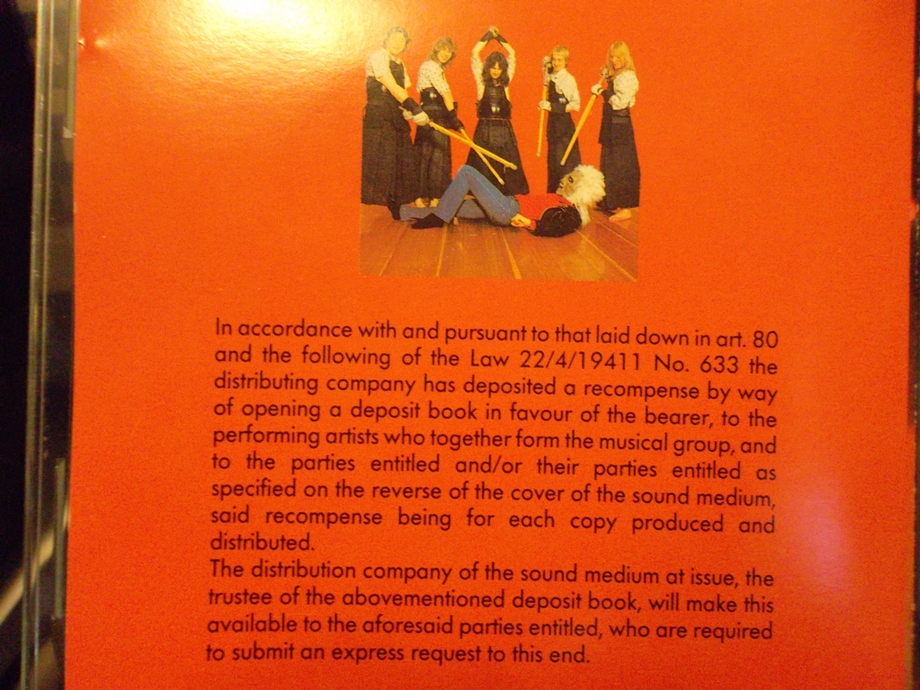 In accordance with and pursuant to that laid down in art. 80
and the following of the Law 22/4/19411 No. 633 the
distributing company has deposited a recompense by way
of opening a deposit book in favour of the bearer, to the
performing artists who together form the musical group, and
to the parties entitled and/or their parties entitled as
specified on the reverse of the cover of the sound medium,
said recompense being for each copy produced and
distributed.
The distribution company of the sound medium at issue, the
trustee of the abovementioned deposit book, will make this
available to the aforesaid parties entitled, who are required
to submit an express request to this end.